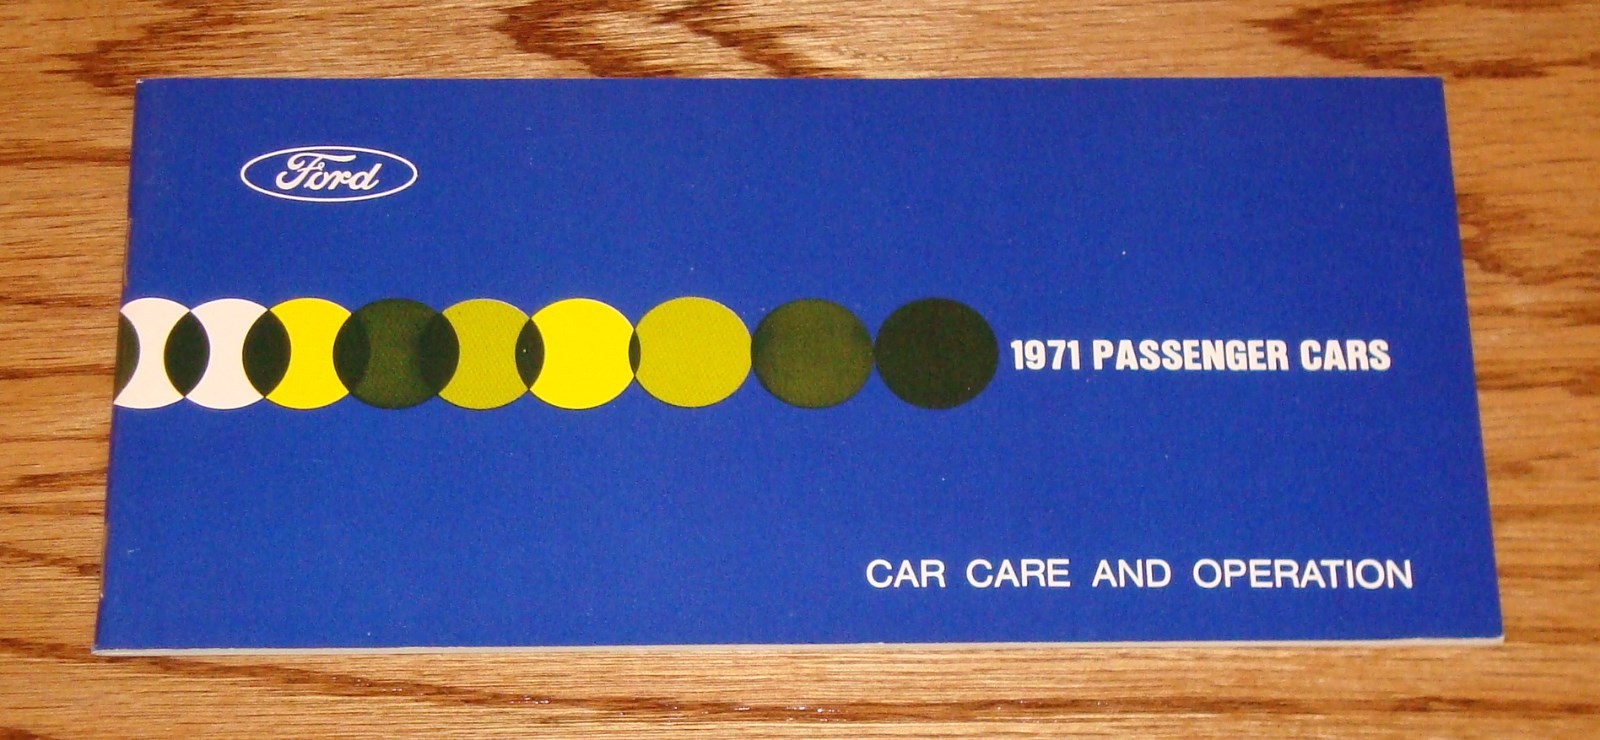 Ford
1971 PASSENGER CARS
CAR CARE AND OPERATION